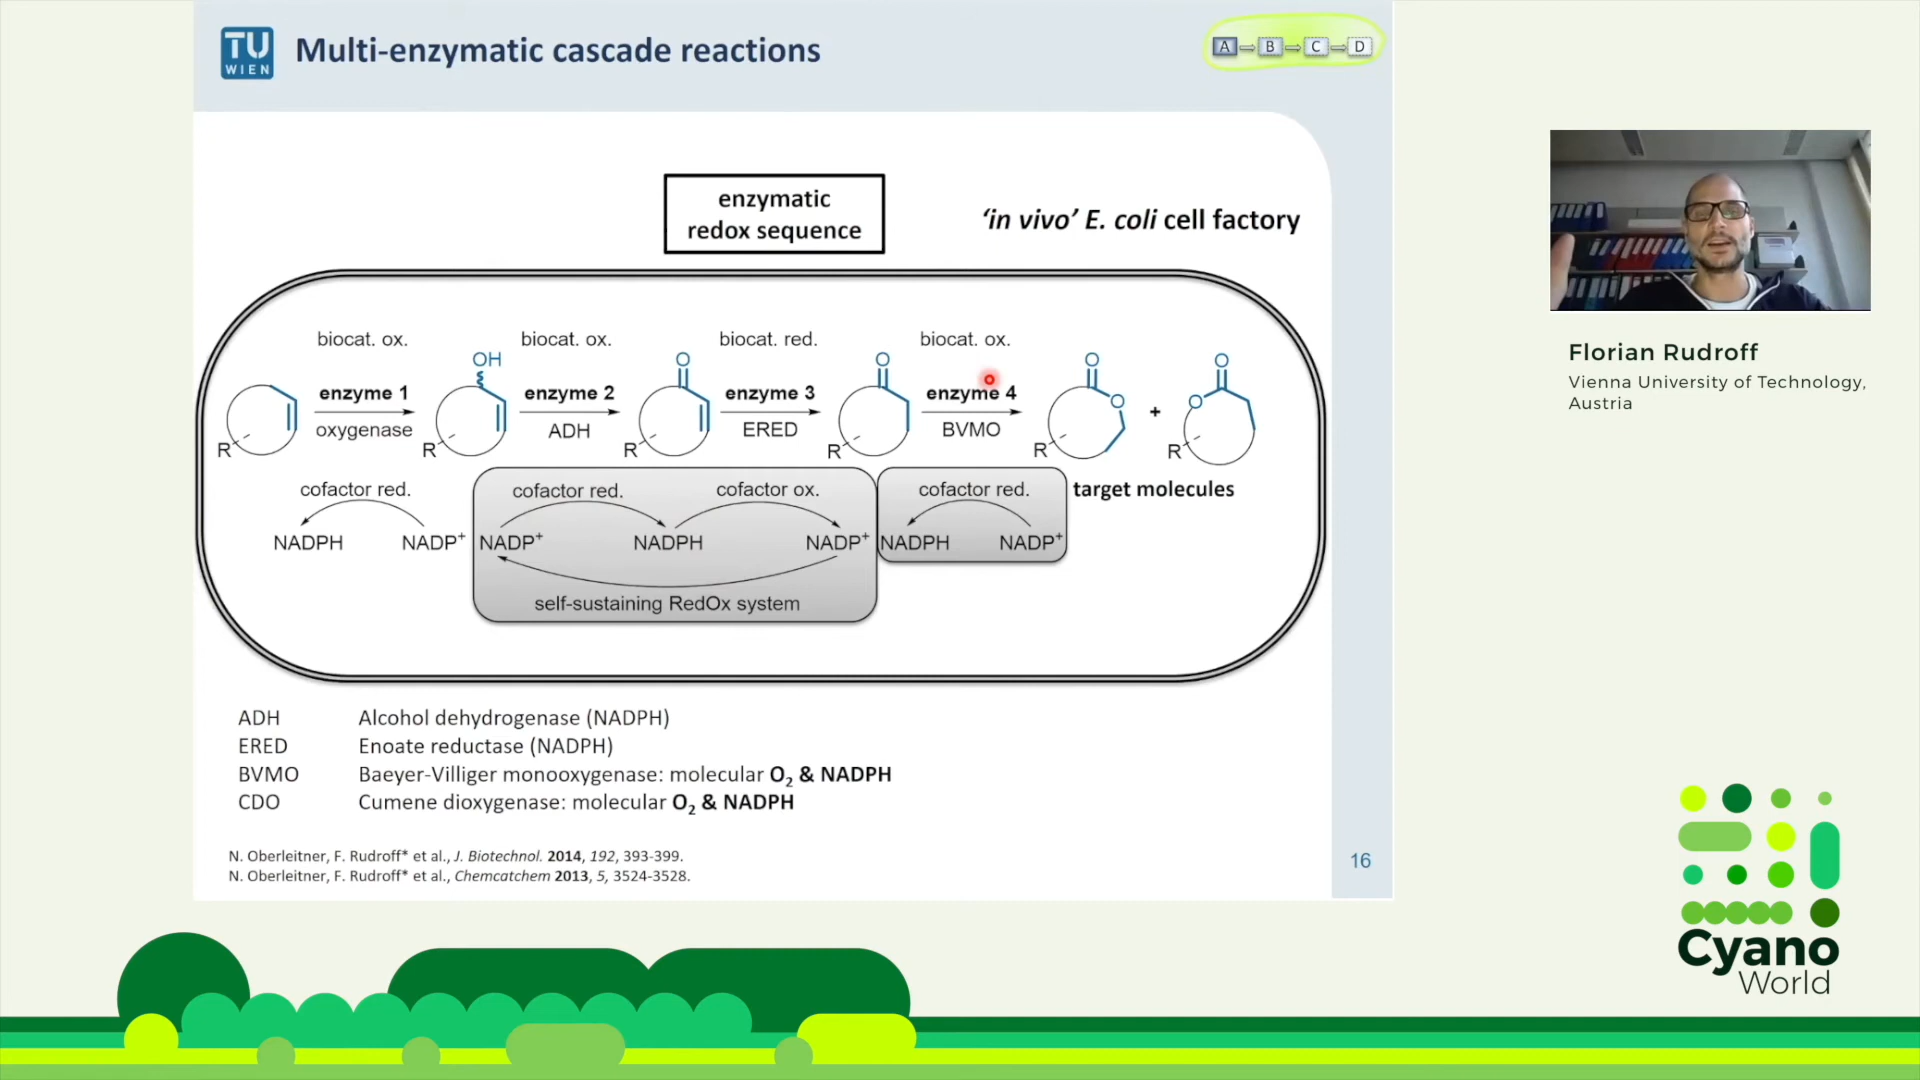 TU
WIEN
Multi-enzymatic cascade reactions
A B C D
enzymatic
redox sequence
'in vivo' E. coli cell factory
biocat. ox. biocat. ox. biocat. red. biocat. ox.
OH O O O O
enzyme 1 enzyme 2 enzyme 3 enzyme 4
O + O
oxygenase ADH ERED BVMO
R R R R R R
cofactor red. cofactor red. cofactor ox. cofactor red. target molecules
NADPH NADP+ NADP+ NADPH NADP+ NADPH NADP+
self-sustaining RedOx system
ADH Alcohol dehydrogenase (NADPH)
ERED Enoate reductase (NADPH)
BVMO Baeyer-Villiger monooxygenase: molecular O2 & NADPH
CDO Cumene dioxygenase: molecular O2 & NADPH
N. Oberleitner, F. Rudroff* et al., J. Biotechnol. 2014, 192, 393-399.
N. Oberleitner, F. Rudroff* et al., Chemcatchem 2013, 5, 3524-3528.
16
Florian Rudroff
Vienna University of Technology,
Austria
Cyano
World